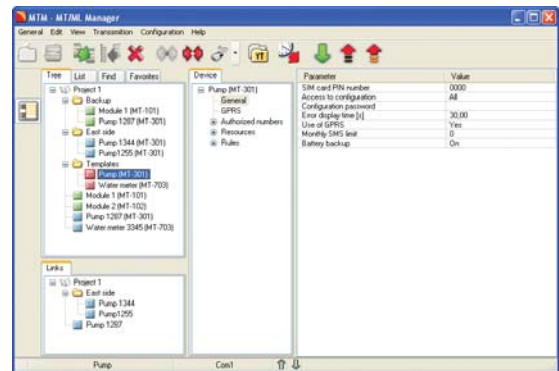 MTM - MT/ML Manager
General Edit View Transmition Configuration Help
YT
Tree List Find Favorites
Project 1
Backup
Module 1 (MT-101)
Pump 1287 (MT-301)
East side
Pump 1344 (MT-301)
Pump1255 (MT-301)
Templates
Pump (MT-301)
Water meter (MT-703)
Module 1 (MT-101)
Module 2 (MT-102)
Pump 1287 (MT-301)
Water meter 3345 (MT-703)
Links
Project 1
East side
Pump 1344
Pump1255
Pump 1287
Device
Pump (MT-301)
General
GPRS
Authorized numbers
Resources
Rules
Parameter Value
SIM card PIN number 0000
Access to configuration All
Configuration password
Error display time [s] 30,00
Use of GPRS Yes
Monthly SMS limit 0
Battery backup On
Pump Com1